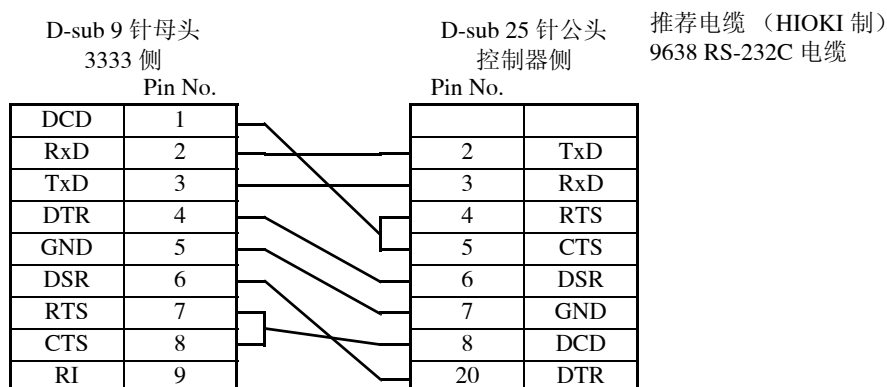 D-sub 9 针母头
3333 侧
Pin No.
D-sub 25 针公头
控制器侧
Pin No.
推荐电缆 （HIOKI 制）
9638 RS-232C 电缆
DCD 1
RxD 2 2 TxD
TxD 3 3 RxD
DTR 4 4 RTS
GND 5 5 CTS
DSR 6 6 DSR
RTS 7 7 GND
CTS 8 8 DCD
RI 9 20 DTR